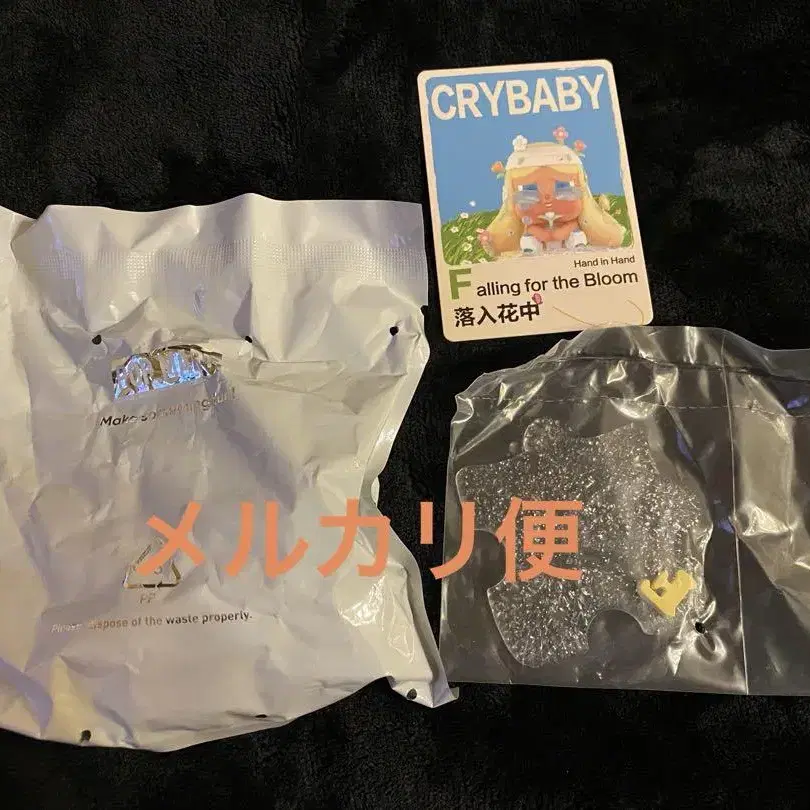 CRYBABY
Hand in Hand
Falling for the Bloom
落入花中
メルカリ便
PP
Please dispose of the waste properly.